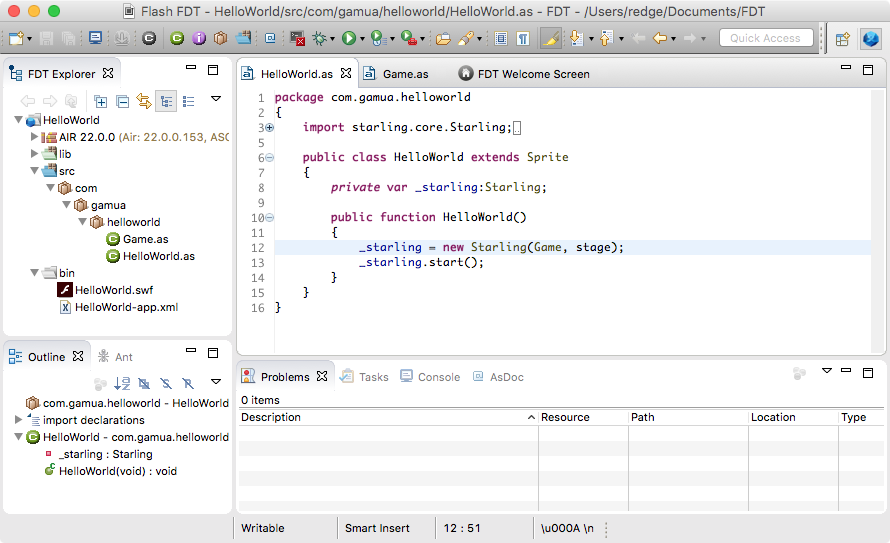 Flash FDT - HelloWorld/src/com/gamua/helloworld/HelloWorld.as - FDT - /Users/redge/Documents/FDT
Quick Access
FDT Explorer
HelloWorld
AIR 22.0.0 (Air: 22.0.0.153, ASC
lib
src
com
gamua
helloworld
Game.as
HelloWorld.as
bin
HelloWorld.swf
HelloWorld-app.xml
HelloWorld.as Game.as FDT Welcome Screen
1 package com.gamua.helloworld
2 {
3 import starling.core.Starling;
5
6 public class HelloWorld extends Sprite
7 {
8 private var _starling:Starling;
9
10 public function HelloWorld()
11 {
12 _starling = new Starling(Game, stage);
13 _starling.start();
14 }
15 }
16 }
Outline Ant
com.gamua.helloworld - HelloWorld
import declarations
HelloWorld - com.gamua.helloworld
_starling : Starling
HelloWorld(void) : void
Problems Tasks Console AsDoc
0 items
Description Resource Path Location Type
Writable Smart Insert 12 : 51 \u000A \n